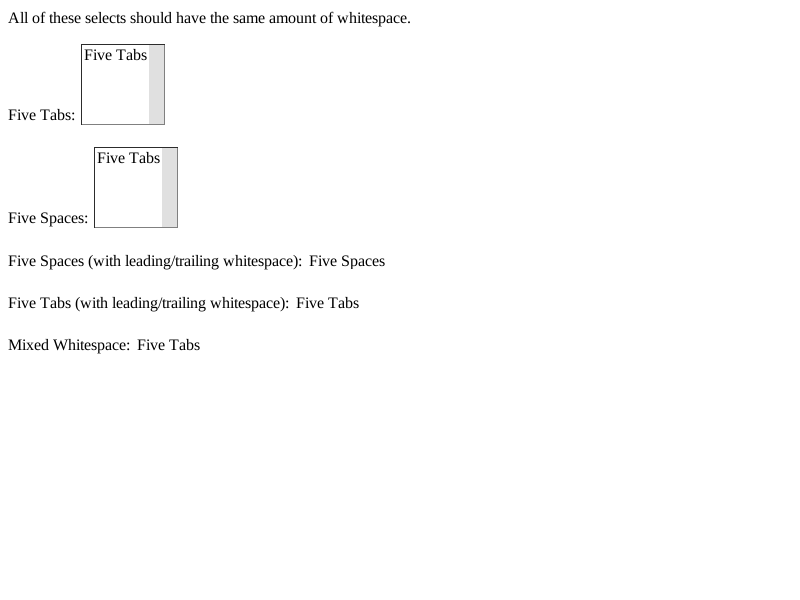 All of these selects should have the same amount of whitespace.
Five Tabs: Five Tabs
Five Spaces: Five Tabs
Five Spaces (with leading/trailing whitespace): Five Spaces
Five Tabs (with leading/trailing whitespace): Five Tabs
Mixed Whitespace: Five Tabs